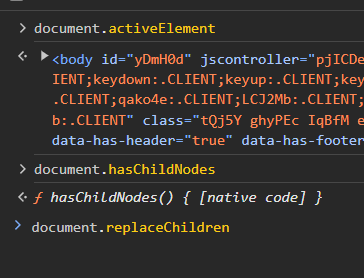 document.activeElement
<body id="yDmH0d" jscontroller="pjICDe
IENT;keydown:.CLIENT;keyup:.CLIENT;key
.CLIENT;qako4e:.CLIENT;LCJ2Mb:.CLIENT;
b:.CLIENT" class="tQj5Y ghyPEc IqBfM e
data-has-header="true" data-has-footer
document.hasChildNodes
ƒ hasChildNodes() { [native code] }
document.replaceChildren